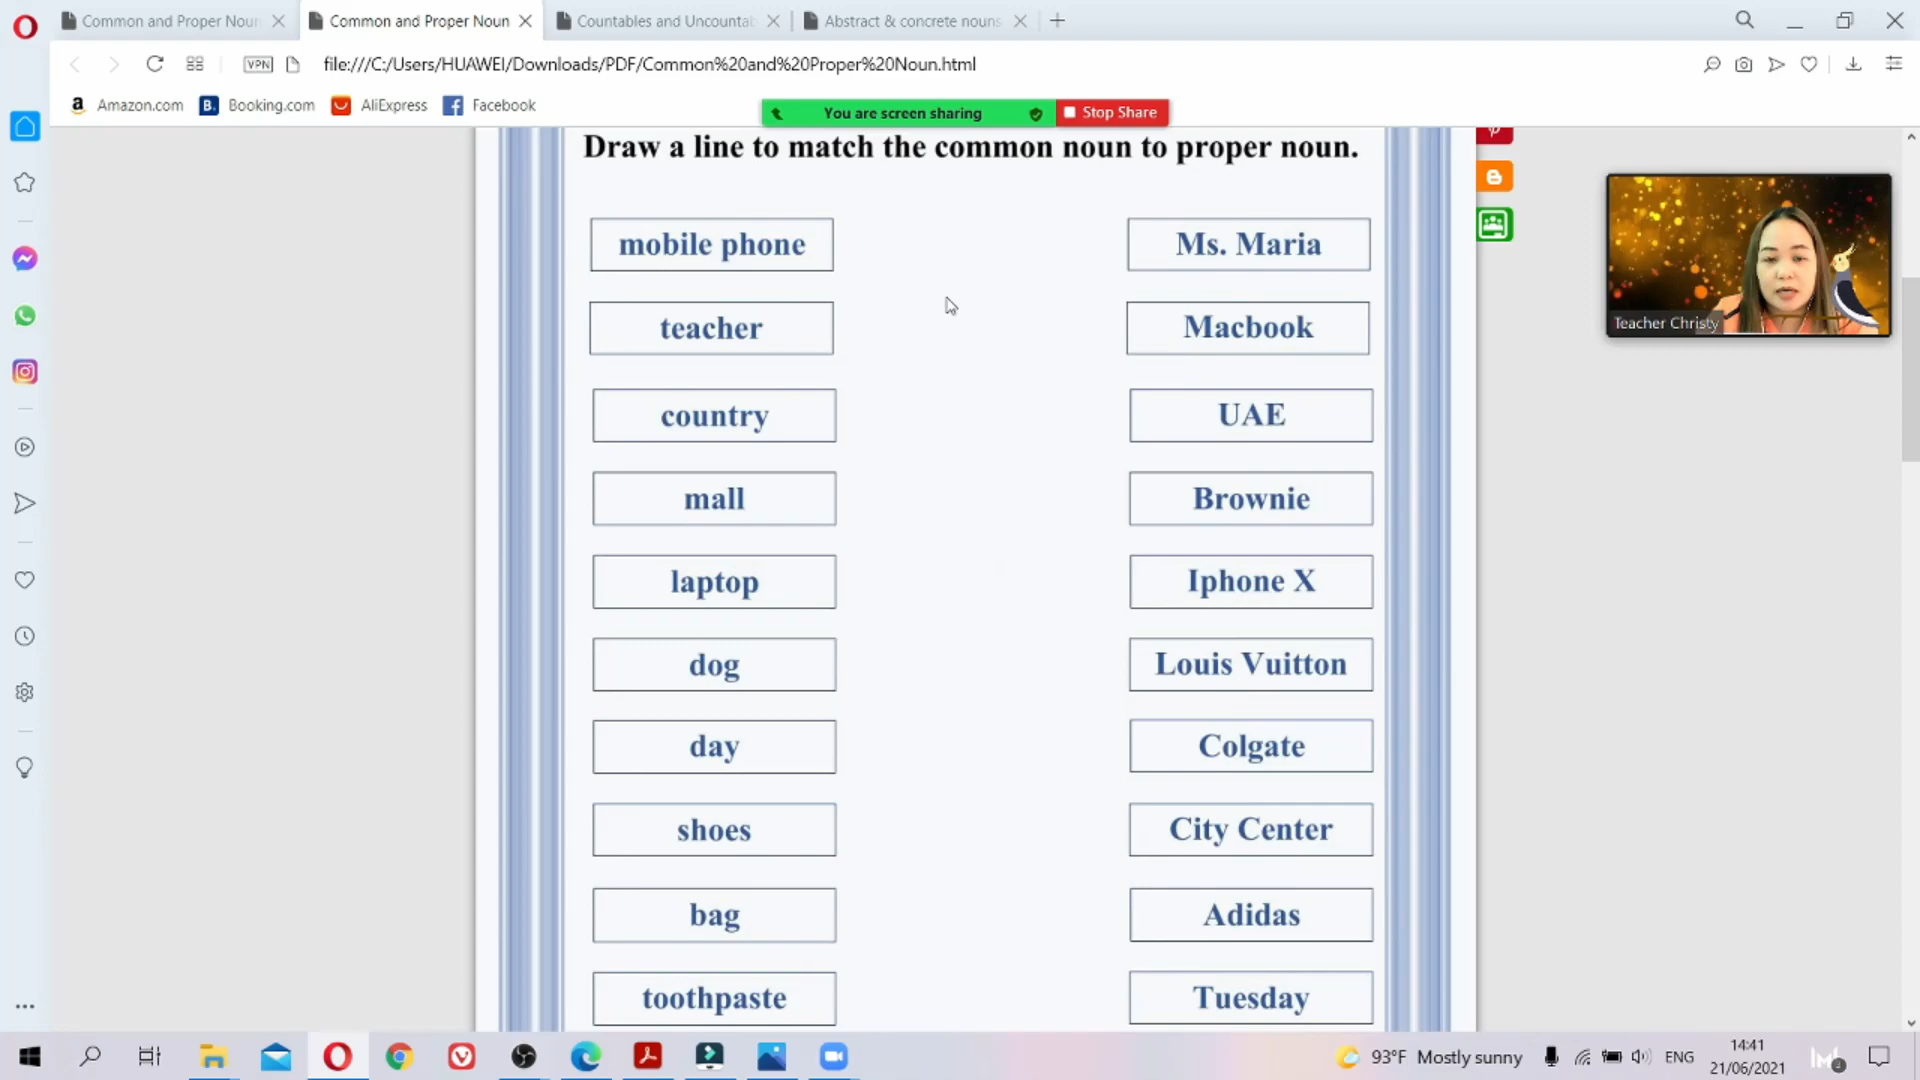 Common and Proper Noun
Common and Proper Noun
Countables and Uncountab
Abstract & concrete nouns
VPN
file:///C:/Users/HUAWEI/Downloads/PDF/Common%20and%20Proper%20Noun.html
Amazon.com
Booking.com
AliExpress
Facebook
You are screen sharing
Stop Share
Draw a line to match the common noun to proper noun.
mobile phone
Ms. Maria
teacher
Macbook
country
UAE
mall
Brownie
laptop
Iphone X
dog
Louis Vuitton
day
Colgate
shoes
City Center
bag
Adidas
toothpaste
Tuesday
Teacher Christy
93°F Mostly sunny
ENG
14:41
21/06/2021